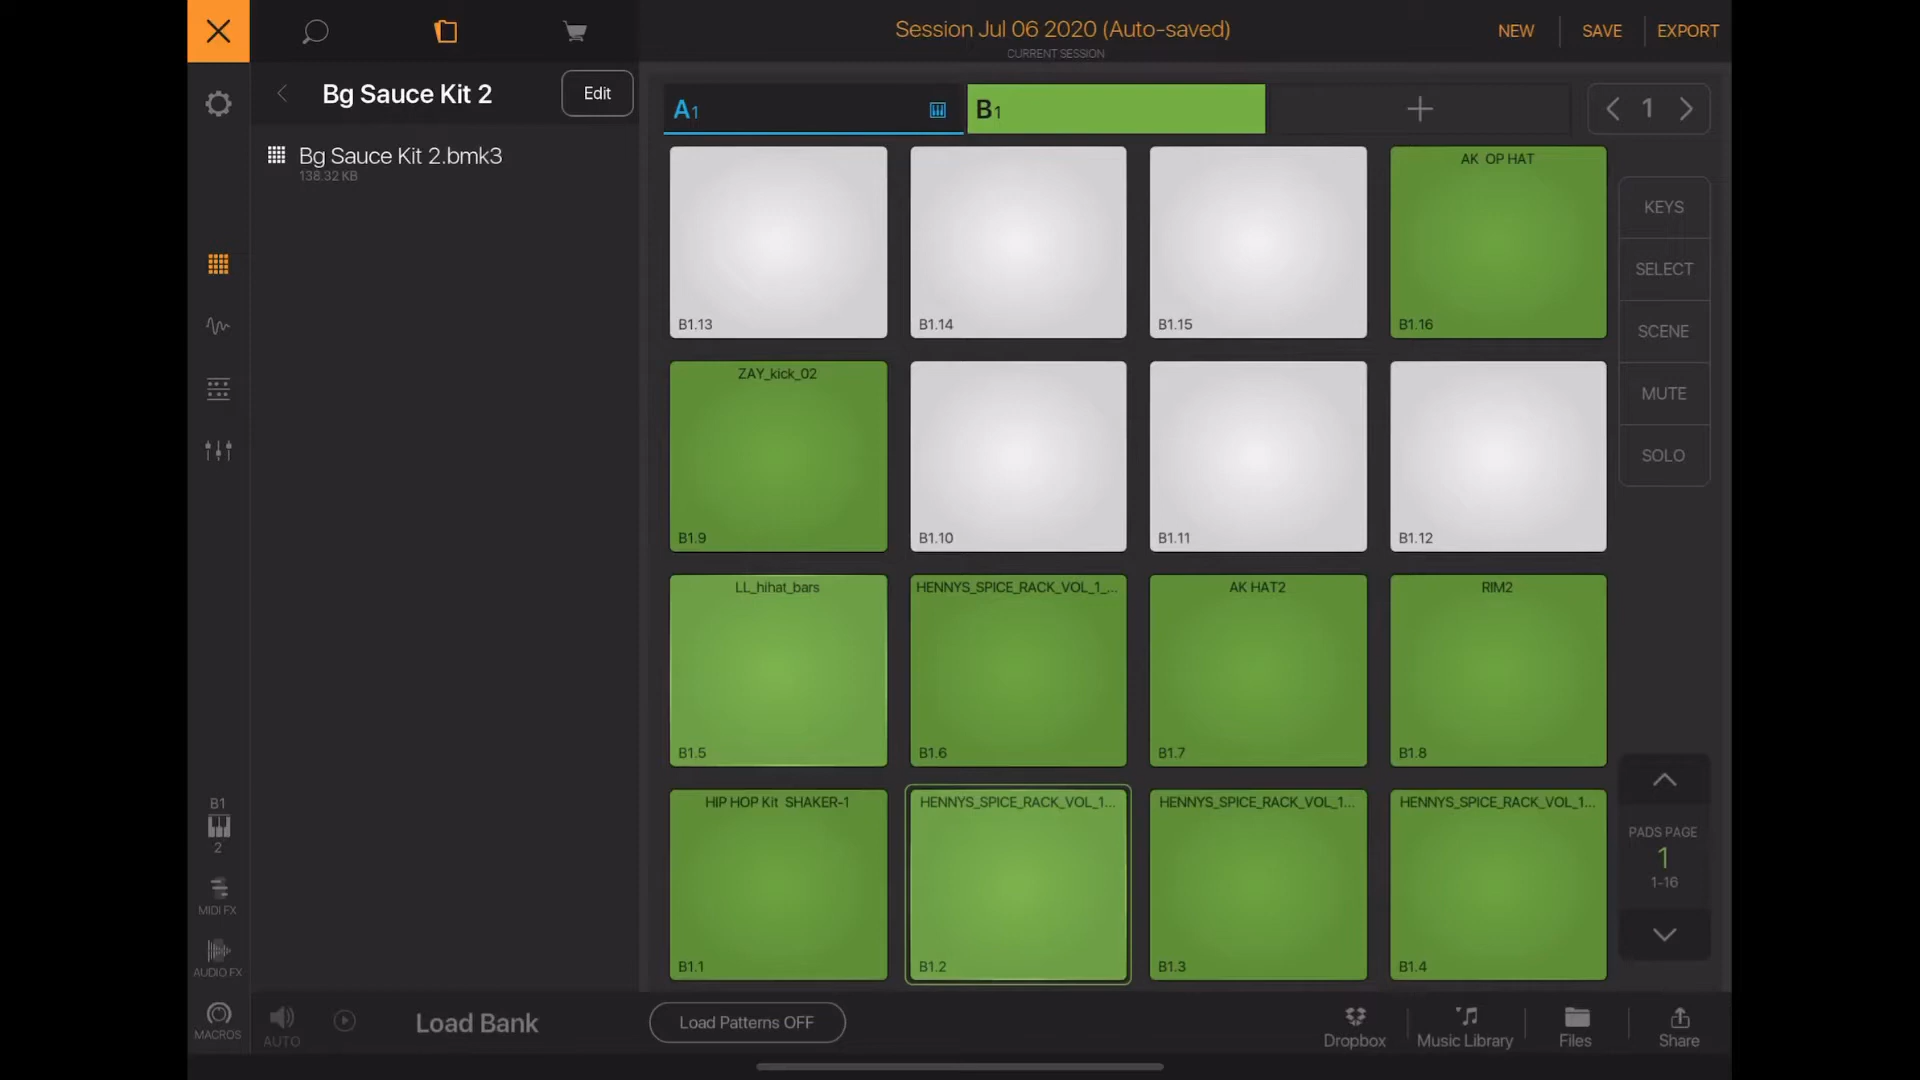 Session Jul 06 2020 (Auto-saved)
CURRENT SESSION
NEW
SAVE
EXPORT
Bg Sauce Kit 2
Edit
Bg Sauce Kit 2.bmk3
138.32 KB
A1
B1
1
B1.13
B1.14
B1.15
AK OP HAT
B1.16
ZAY_kick_02
B1.9
B1.10
B1.11
B1.12
LL_hihat_bars
B1.5
HENNYS_SPICE_RACK_VOL_1_...
B1.6
AK HAT2
B1.7
RIM2
B1.8
HIP HOP Kit SHAKER-1
B1.1
HENNYS_SPICE_RACK_VOL_1...
B1.2
HENNYS_SPICE_RACK_VOL_1...
B1.3
HENNYS_SPICE_RACK_VOL_1...
B1.4
KEYS
SELECT
SCENE
MUTE
SOLO
PADS PAGE
1
1-16
B1
2
MIDI FX
AUDIO FX
MACROS
AUTO
Load Bank
Load Patterns OFF
Dropbox
Music Library
Files
Share